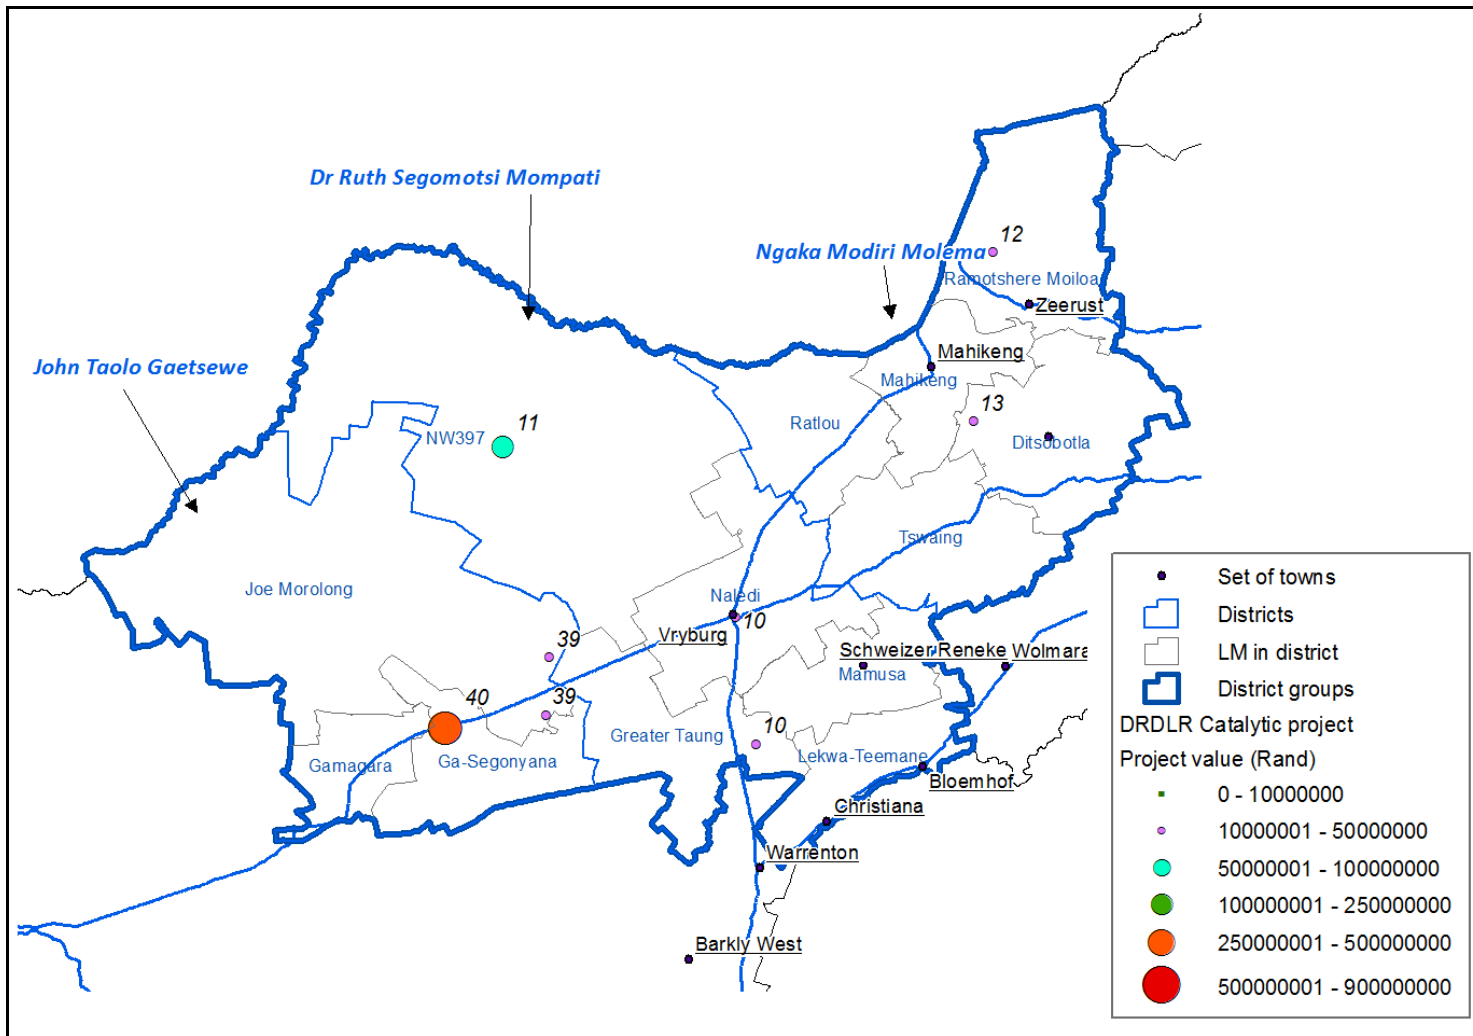 Dr Ruth Segomotsi Mompati
Ngaka Modiri Molema
John Taolo Gaetsewe
12
Ramotshere Moiloa
Zeerust
Mahikeng
Mahikeng
13
11
NW397
Ratlou
Ditsobotla
Tswaing
Joe Morolong
Naledi
10
Vryburg
39
Schweizer Reneke
Wolmara
Mamusa
40
39
Greater Taung
10
Lekwa-Teemane
Gamagara
Ga-Segonyana
Bloemhof
Christiana
Warrenton
Barkly West
Set of towns
Districts
LM in district
District groups
DRDLR Catalytic project
Project value (Rand)
0 - 10000000
10000001 - 50000000
50000001 - 100000000
100000001 - 250000000
250000001 - 500000000
500000001 - 900000000